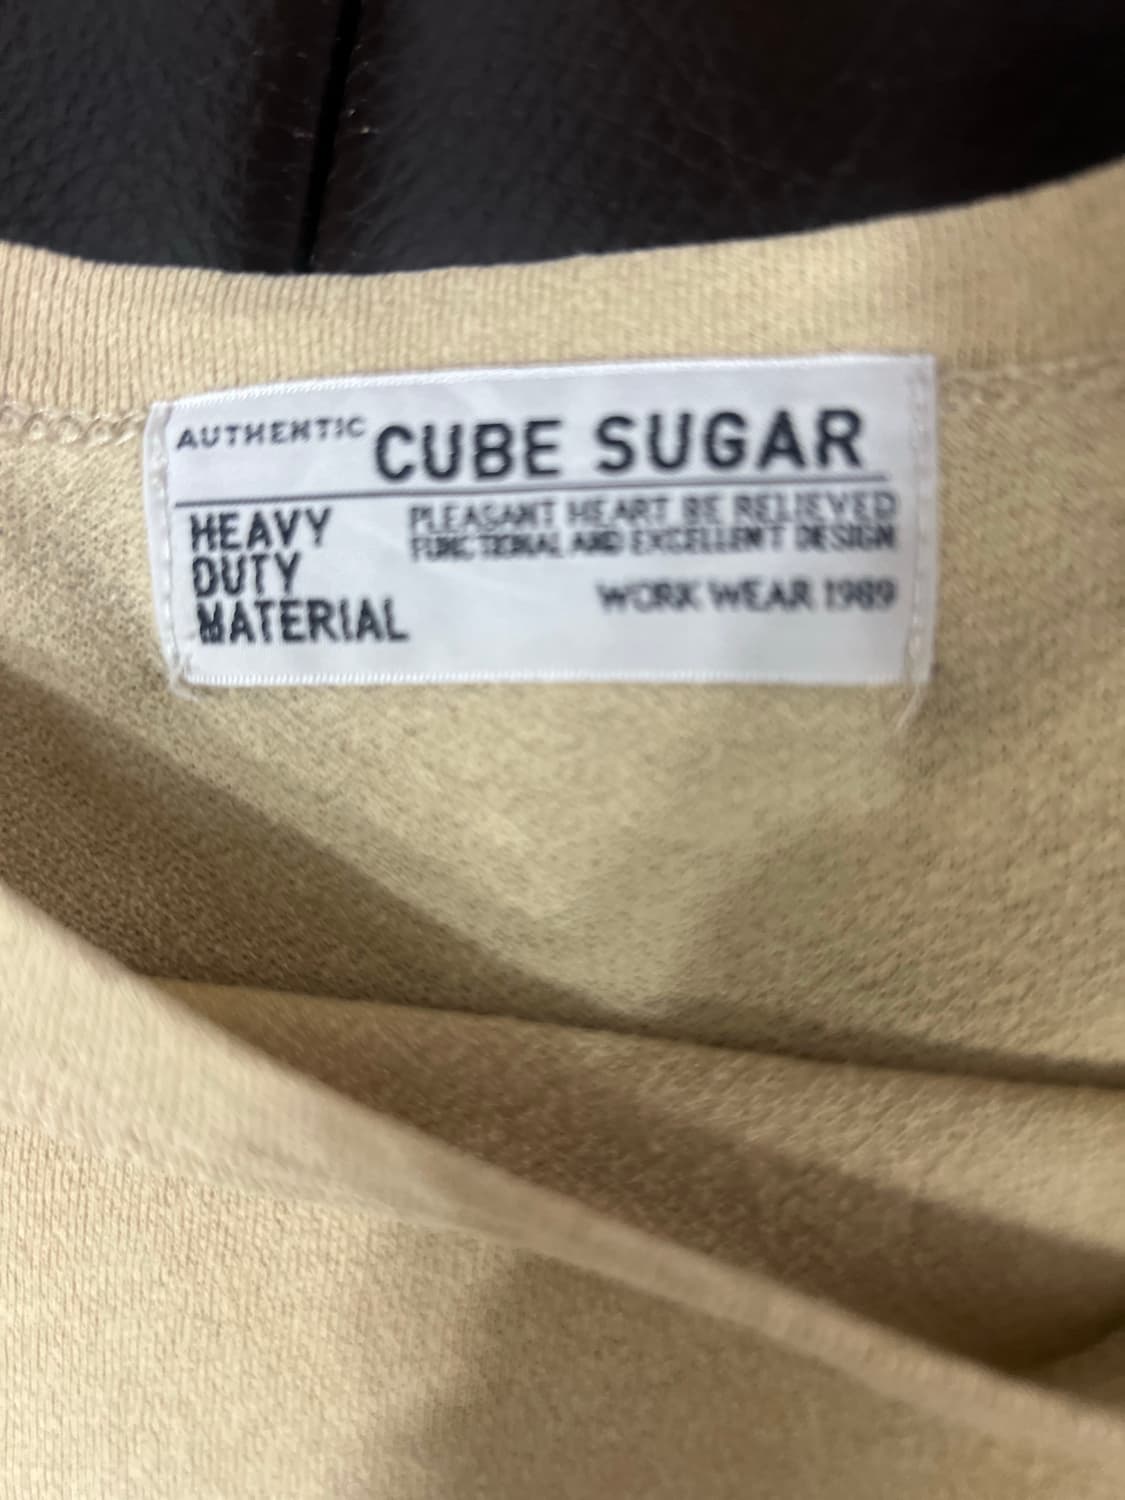 AUTHENTIC CUBE SUGAR
HEAVY
DUTY
MATERIAL
PLEASANT HEART BE RELIEVED
FUNCTIONAL AND EXCELLENT DESIGN
WORK WEAR 1989